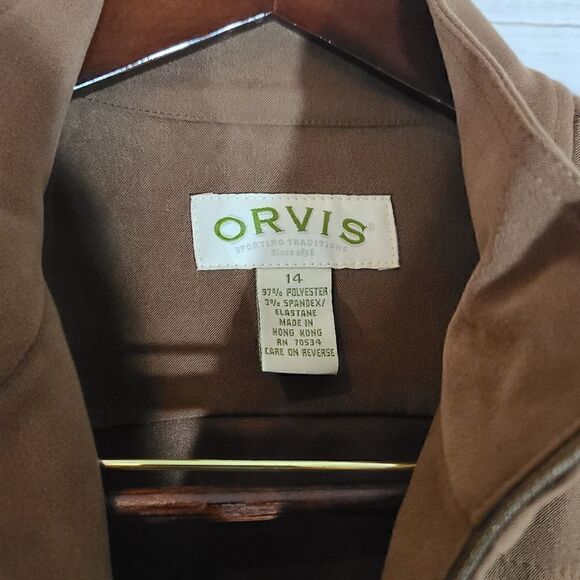 ORVIS®
SPORTING TRADITIONS
Since 1856
14
97% POLYESTER
3% SPANDEX/
ELASTANE
MADE IN
HONG KONG
RN 70534
CARE ON REVERSE